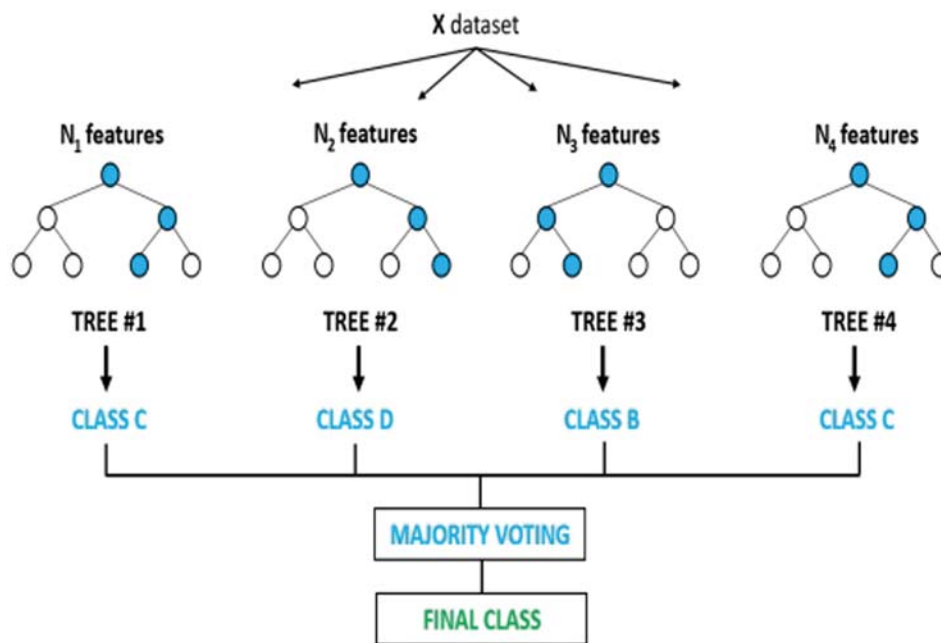 X dataset
N₁ features N₂ features N₃ features N₄ features
TREE #1 TREE #2 TREE #3 TREE #4
CLASS C CLASS D CLASS B CLASS C
MAJORITY VOTING
FINAL CLASS